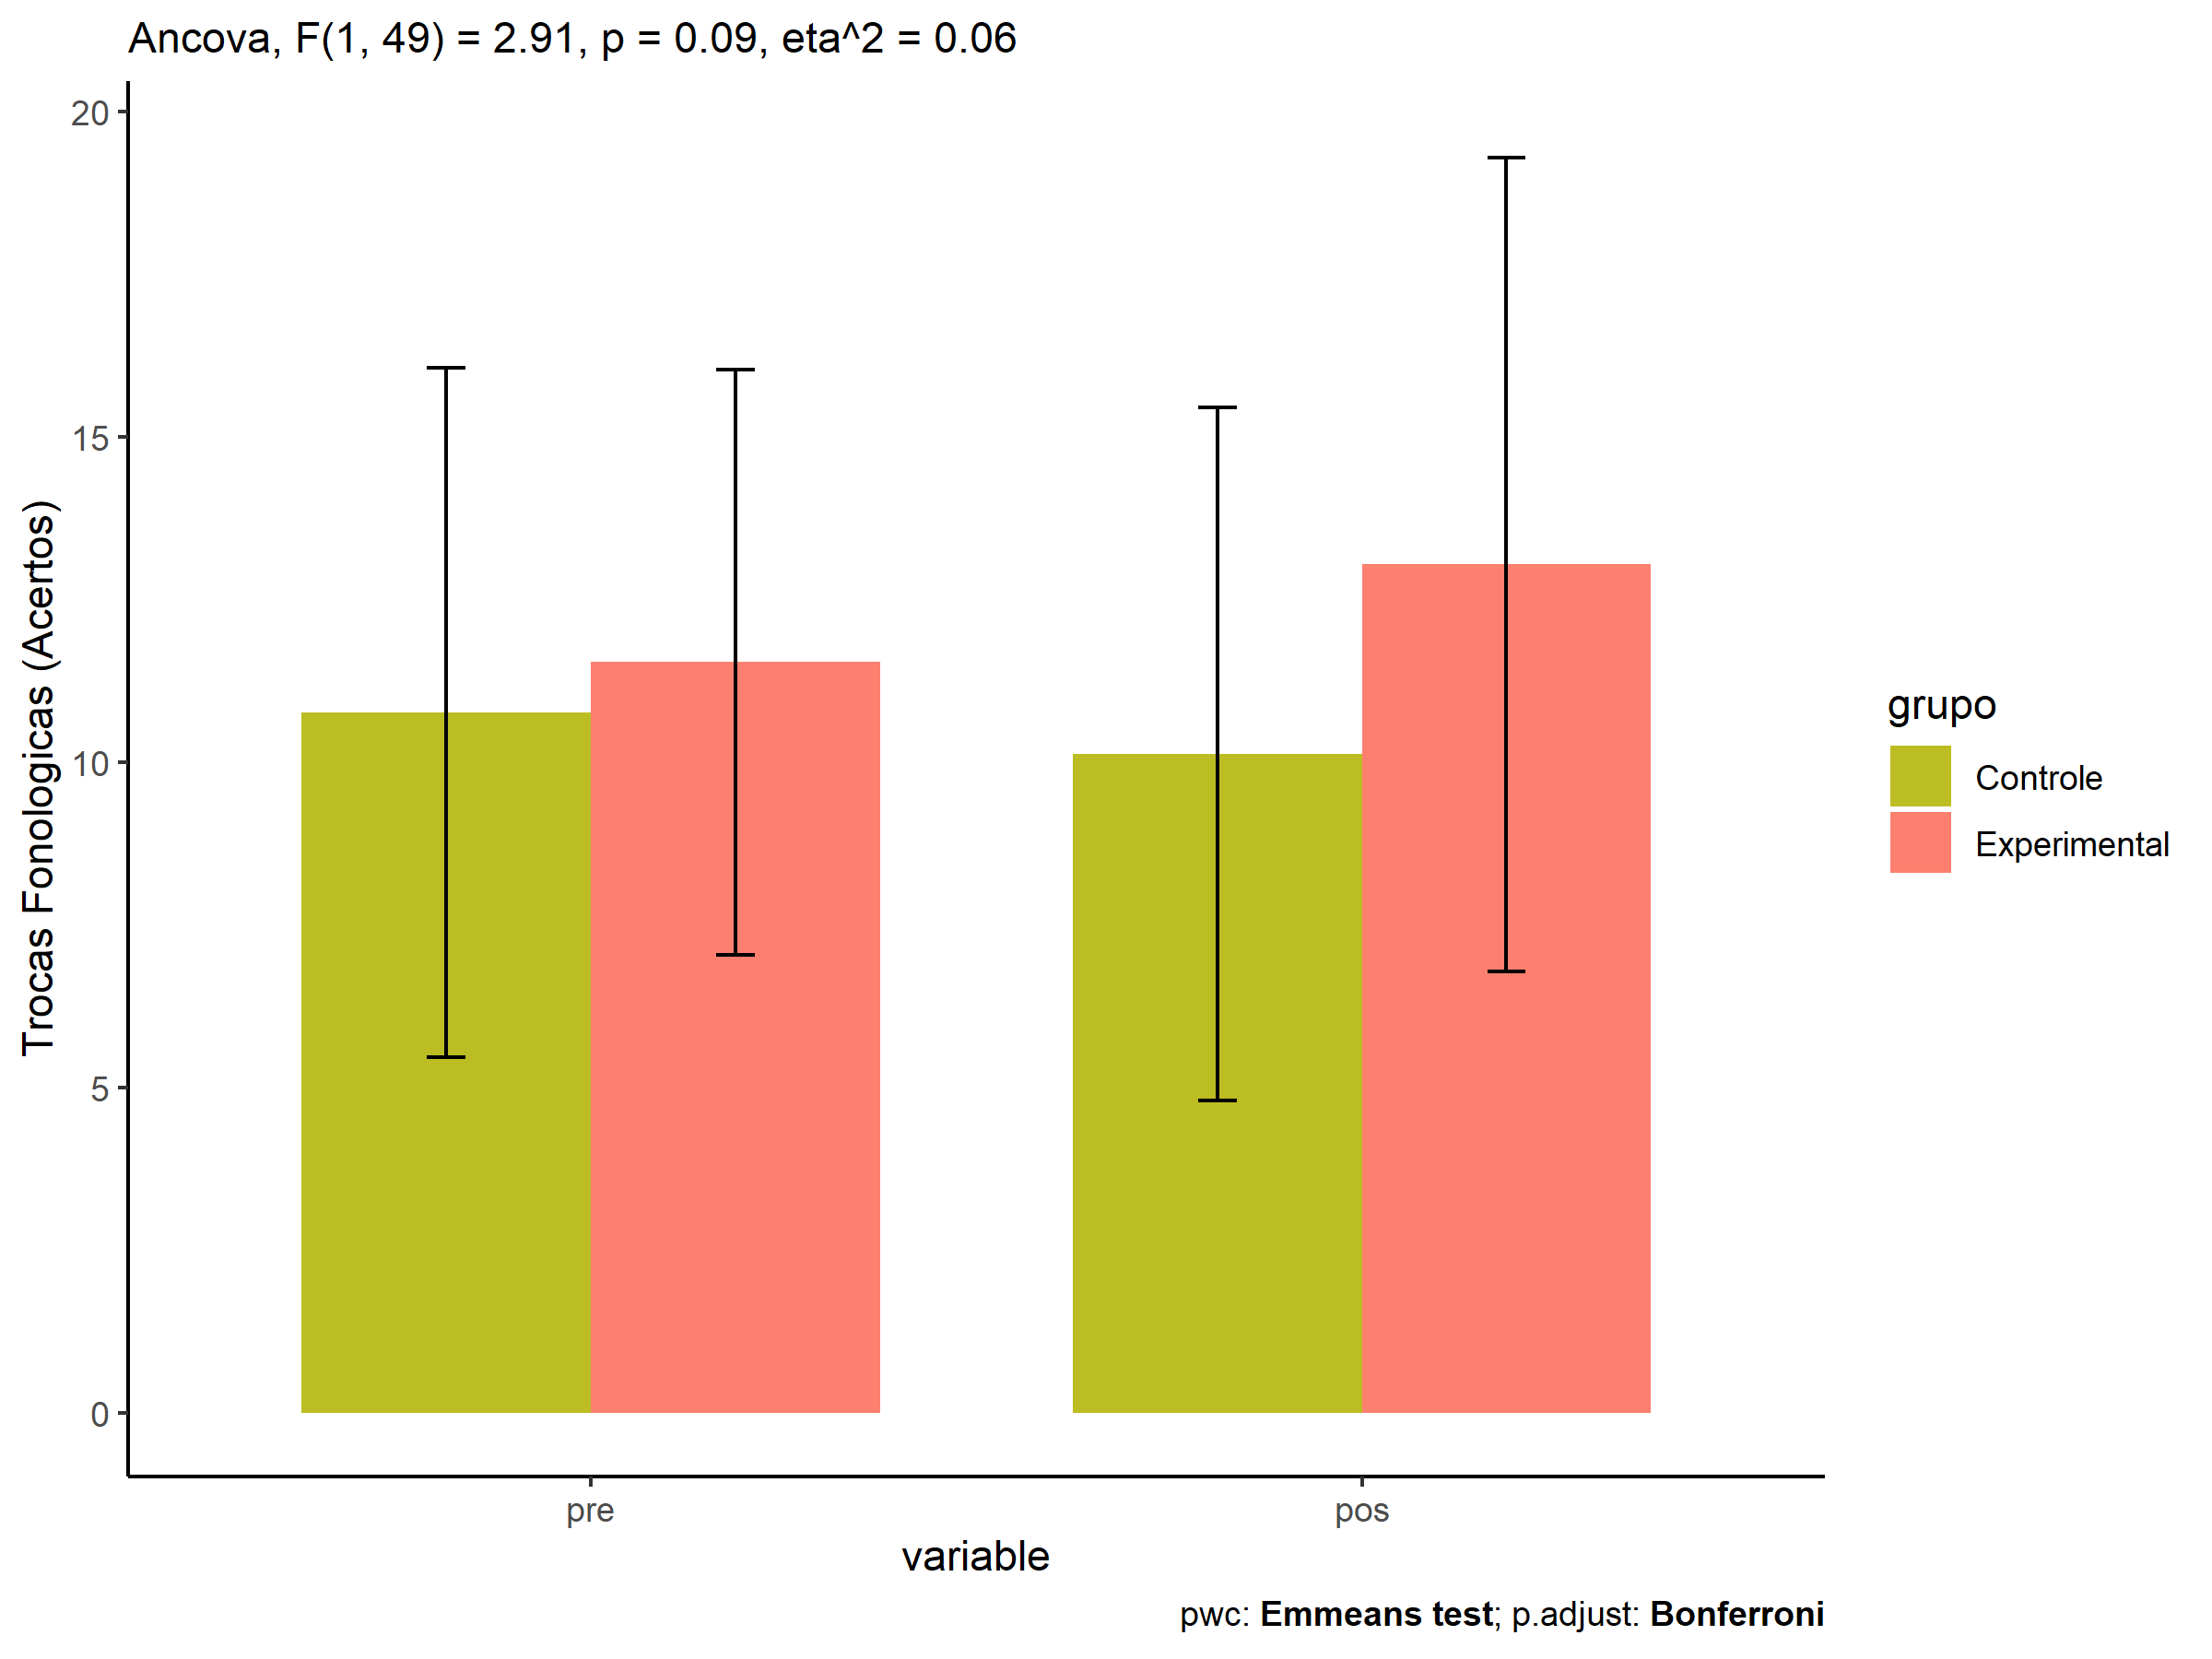 Ancova, F(1, 49) = 2.91, p = 0.09, eta^2 = 0.06
Trocas Fonologicas (Acertos)
20
15
10
5
0
pre
pos
variable
grupo
Controle
Experimental
pwc: Emmeans test; p.adjust: Bonferroni